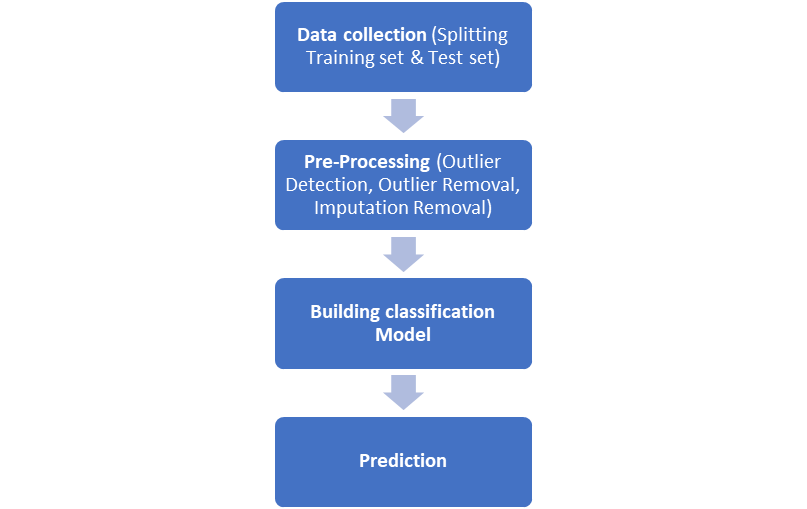 Data collection (Splitting
Training set & Test set)
Pre-Processing (Outlier
Detection, Outlier Removal,
Imputation Removal)
Building classification
Model
Prediction